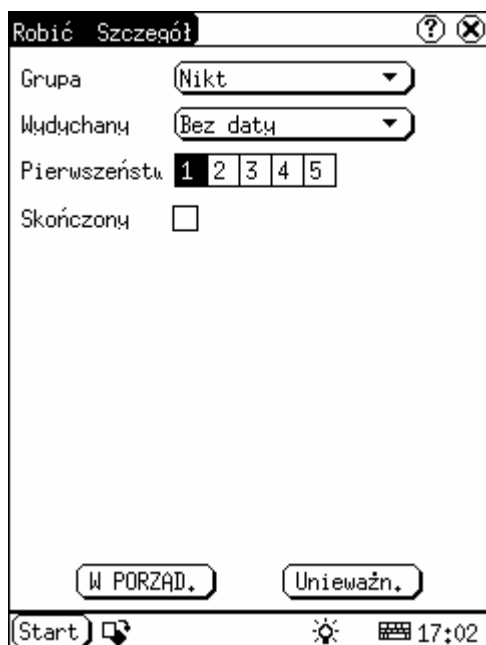 Robić Szczegół
Grupa Nikt
Wydychany Bez daty
Pierwszeństw 1 2 3 4 5
Skończony
W PORZĄD. Unieważn.
Start 17:02